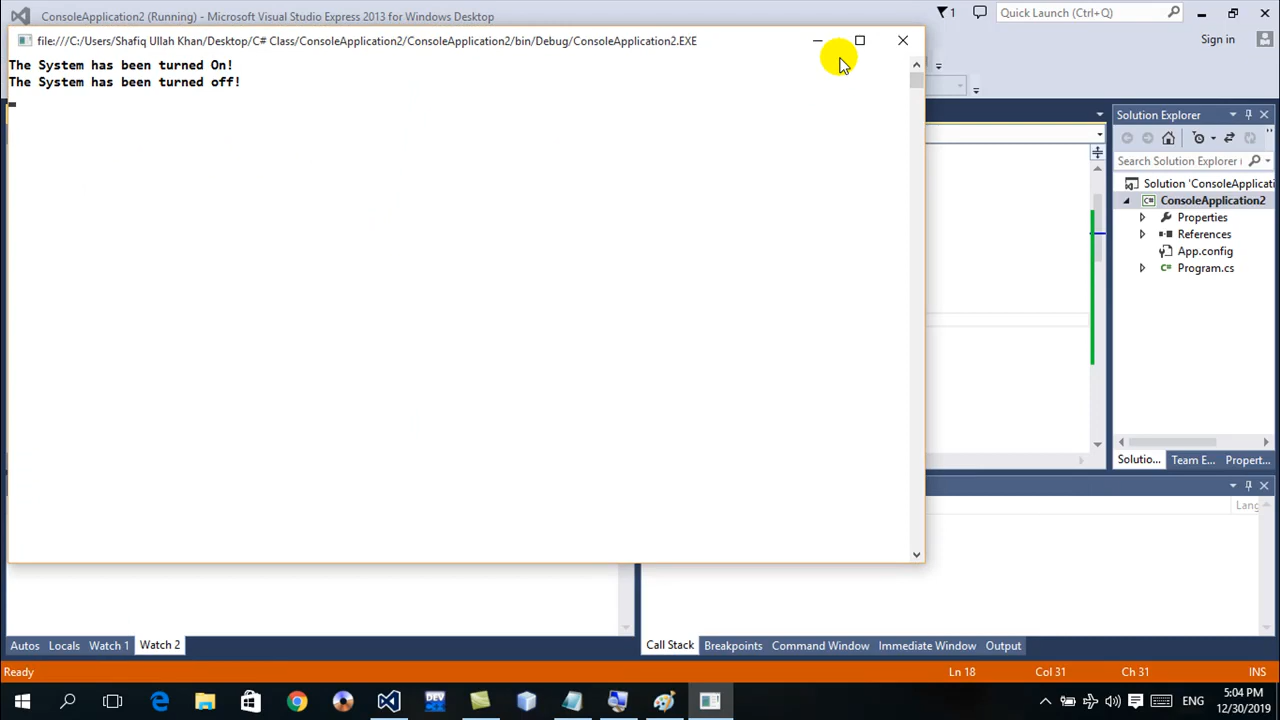 ConsoleApplication2 (Running) - Microsoft Visual Studio Express 2013 for Windows Desktop
1
Quick Launch (Ctrl+Q)
file:///C:/Users/Shafiq Ullah Khan/Desktop/C# Class/ConsoleApplication2/ConsoleApplication2/bin/Debug/ConsoleApplication2.EXE
Sign in
The System has been turned On!
The System has been turned off!
Solution Explorer
Search Solution Explorer (
Solution 'ConsoleApplicati
ConsoleApplication2
Properties
References
App.config
Program.cs
Solutio... Team E... Propert...
Lang
Autos Locals Watch 1 Watch 2
Call Stack Breakpoints Command Window Immediate Window Output
Ready Ln 18 Col 31 Ch 31 INS
DEV
ENG
5:04 PM
12/30/2019